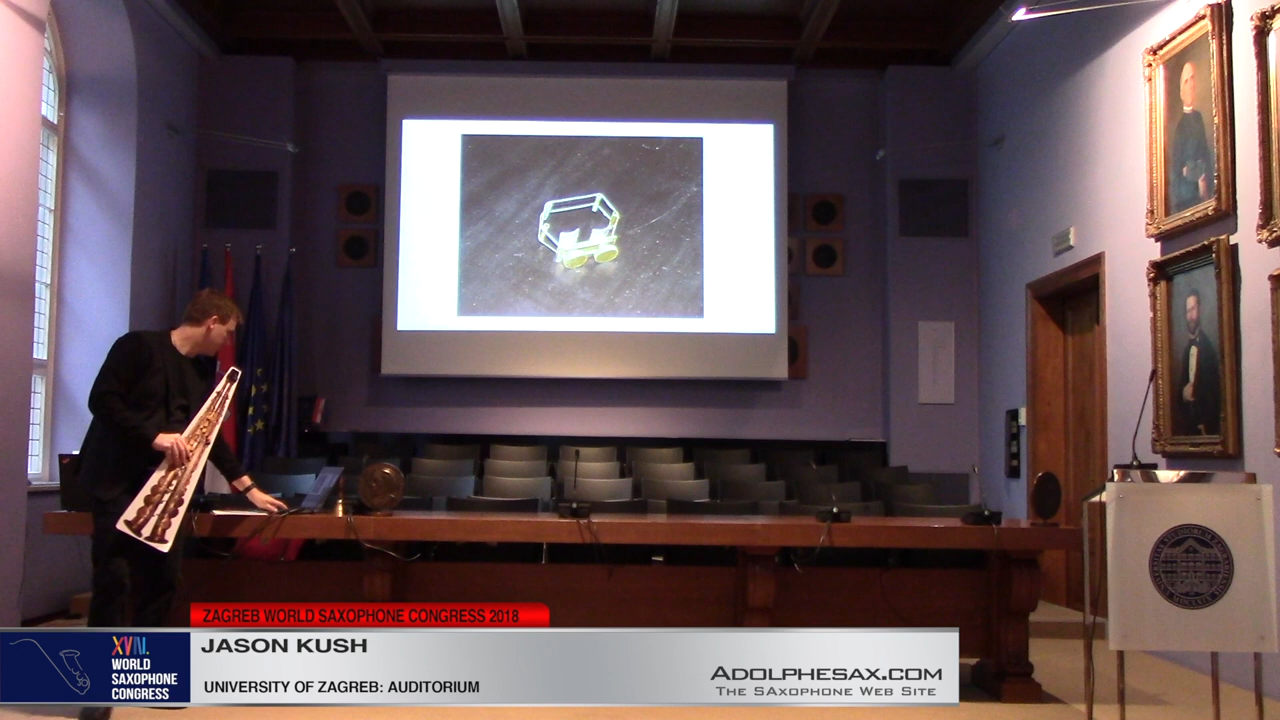 ZAGREB WORLD SAXOPHONE CONGRESS 2018
JASON KUSH
UNIVERSITY OF ZAGREB: AUDITORIUM
XVIII.
WORLD
SAXOPHONE
CONGRESS
ADOLPHESAX.COM
THE SAXOPHONE WEB SITE